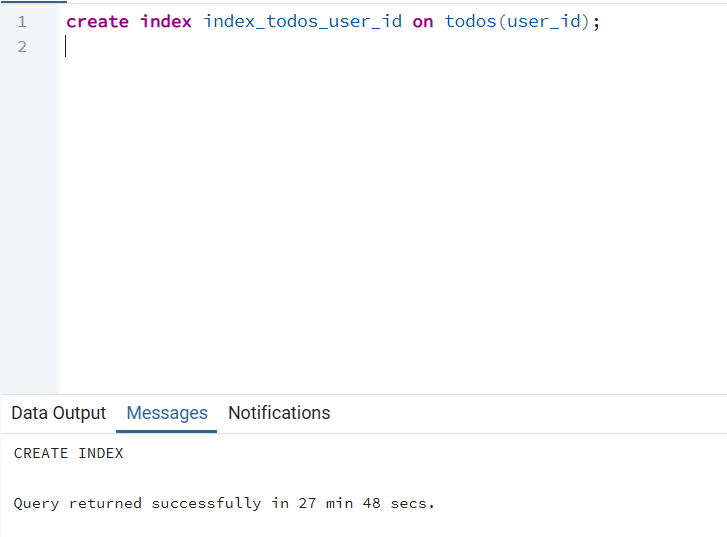 1 create index index_todos_user_id on todos(user_id);
2
Data Output Messages Notifications
CREATE INDEX
Query returned successfully in 27 min 48 secs.